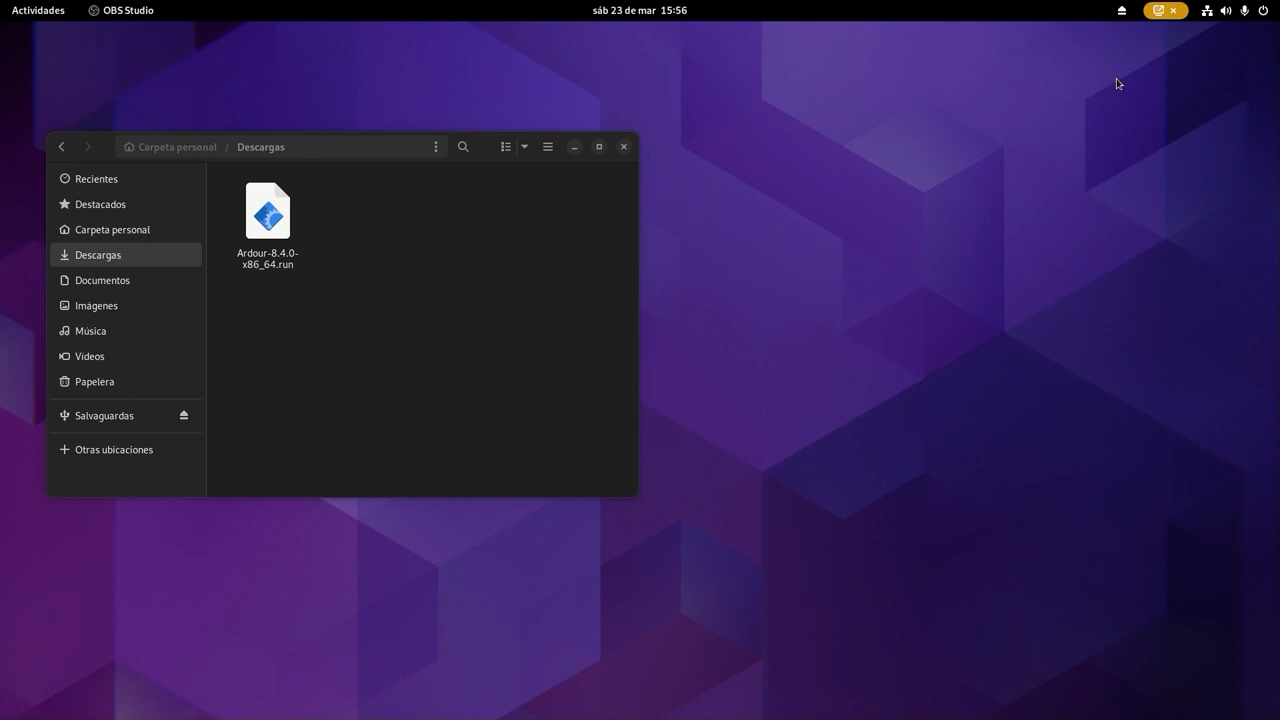 Actividades
OBS Studio
sáb 23 de mar 15:56
Carpeta personal / Descargas
Recientes
Destacados
Carpeta personal
Descargas
Documentos
Imágenes
Música
Vídeos
Papelera
Salvaguardas
Otras ubicaciones
Ardour-8.4.0-
x86_64.run